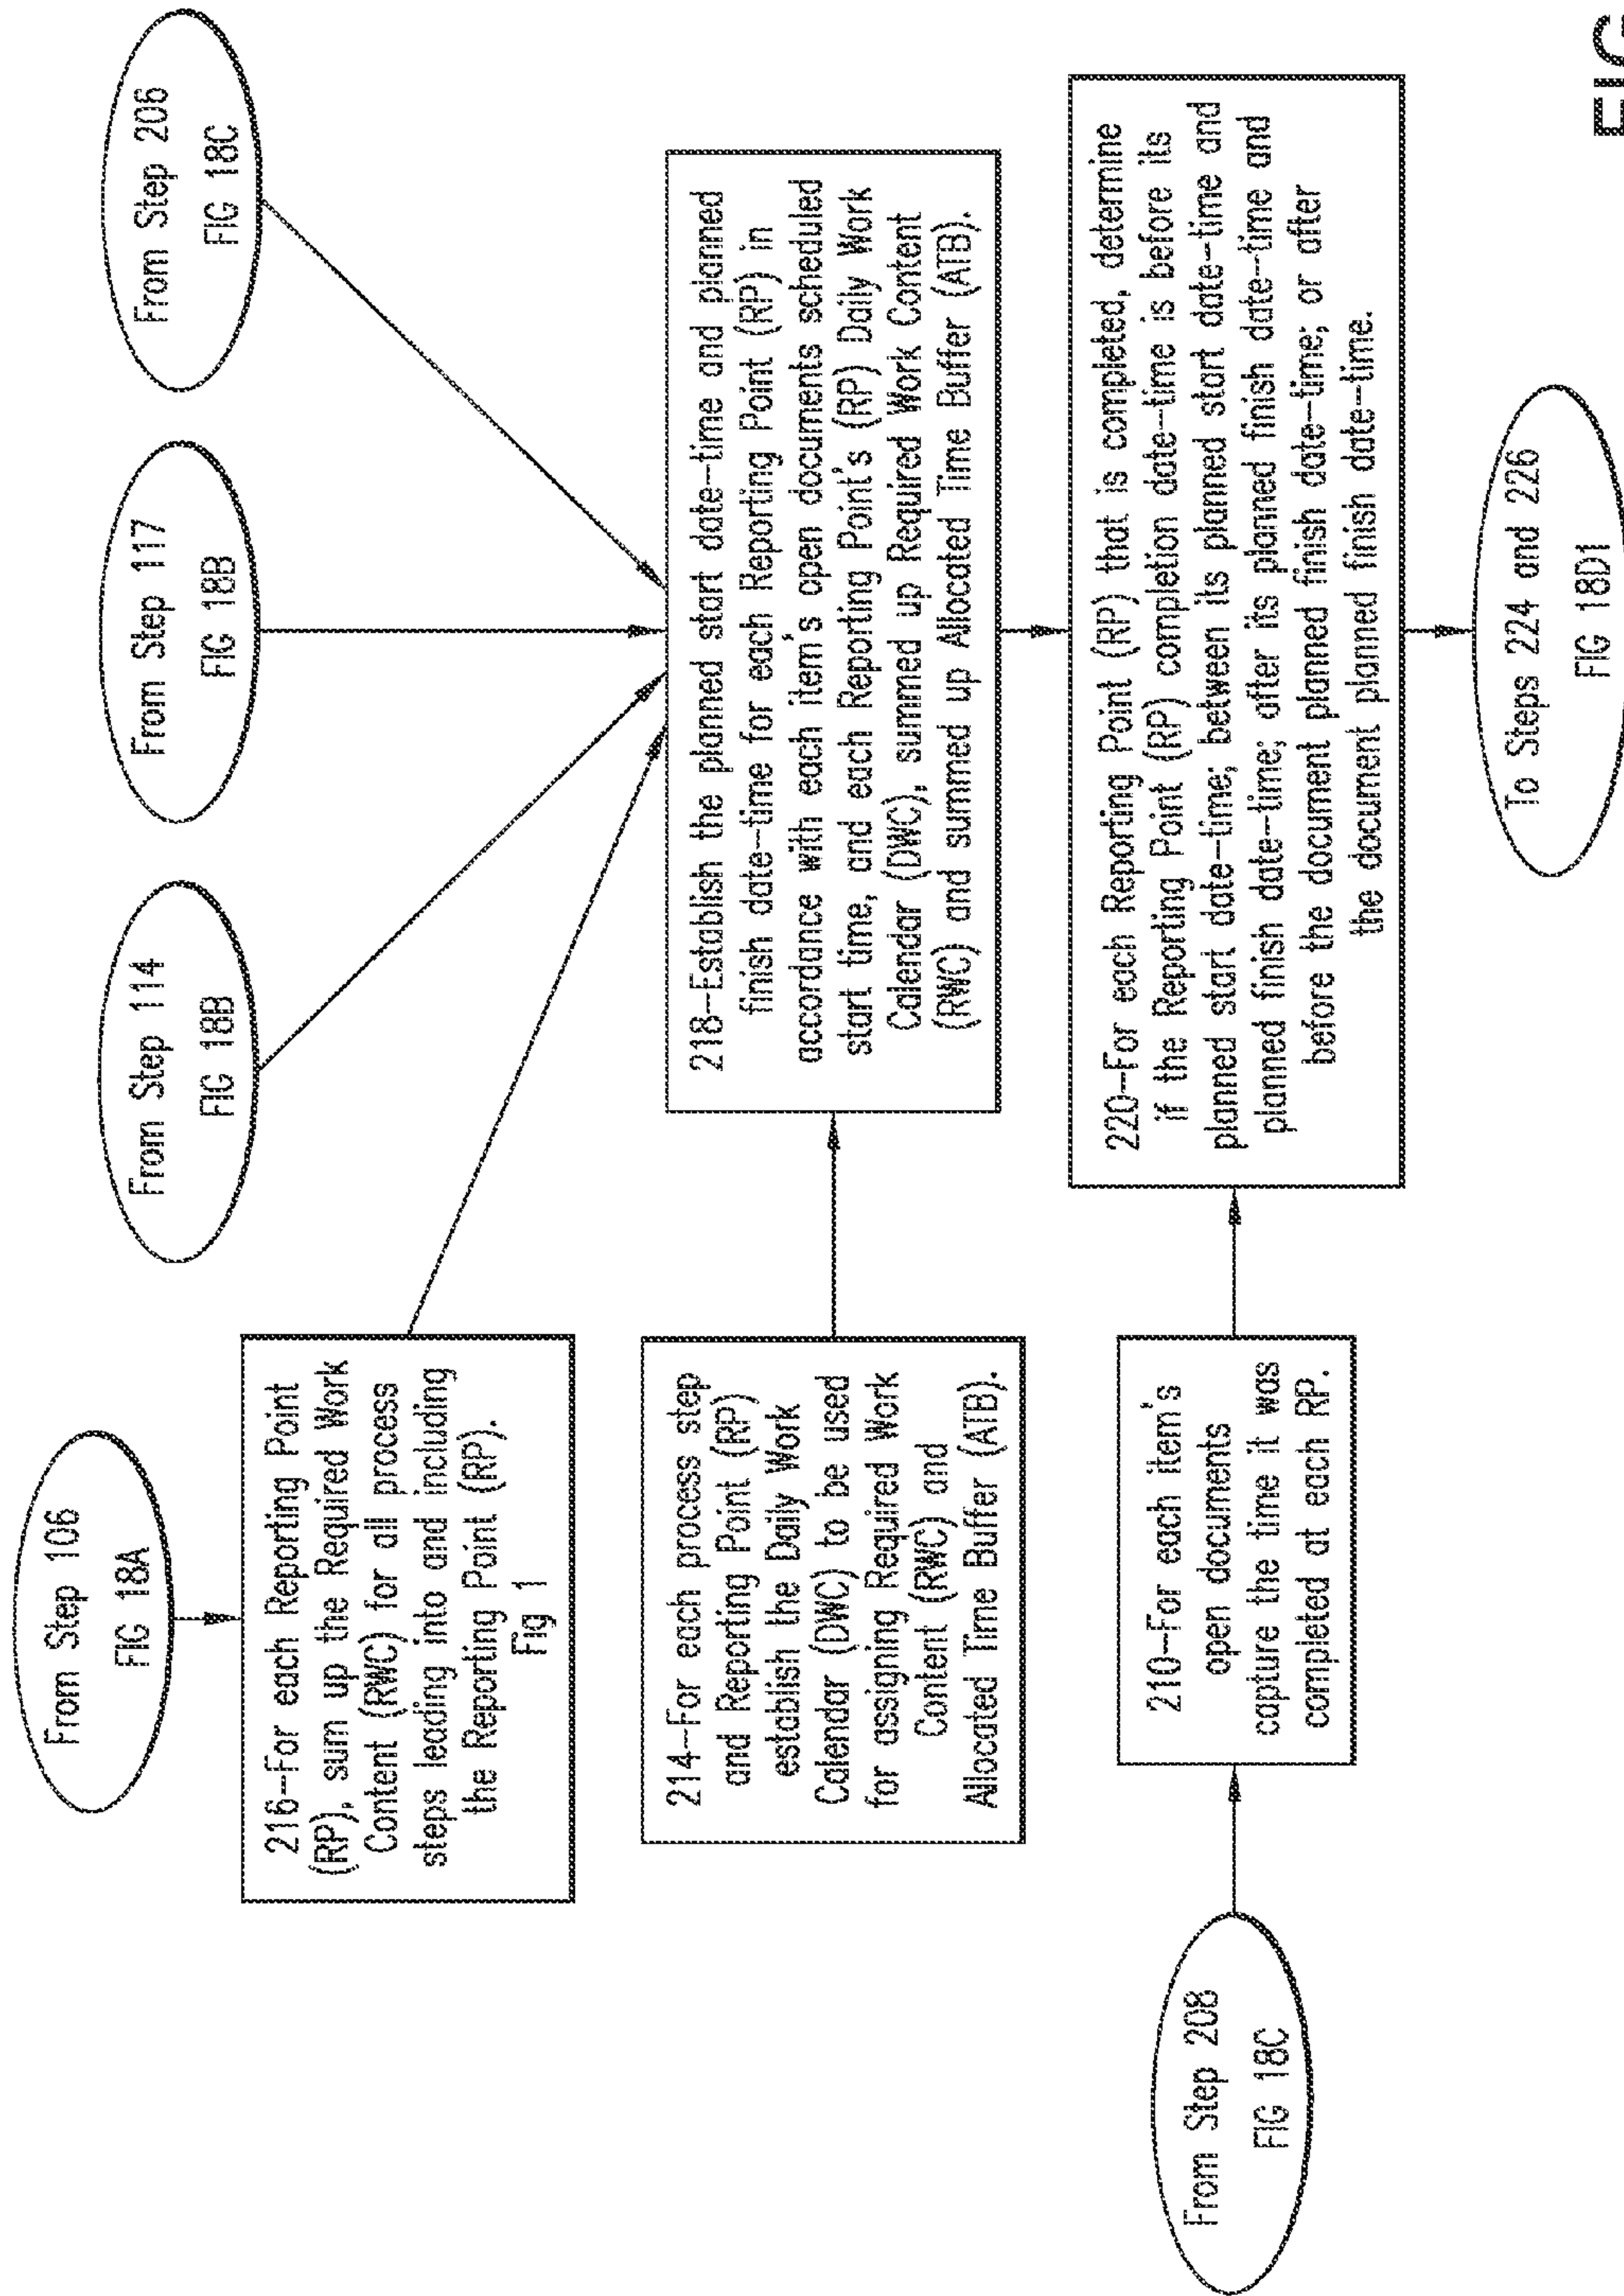 From Step 106
FIG 18A
From Step 114
FIG 18B
From Step 117
FIG 18B
From Step 206
FIG 18C
216--For each Reporting Point
(RP), sum up the Required Work
Content (RWC) for all process
steps leading into and including
the Reporting Point (RP).
Fig 1
218--Establish the planned start date--time and planned
finish date--time for each Reporting Point (RP) in
accordance with each item's open documents scheduled
start time, and each Reporting Point's (RP) Daily Work
Calendar (DWC), summed up Required Work Content
(RWC) and summed up Allocated Time Buffer (ATB).
214--For each process step
and Reporting Point (RP)
establish the Daily Work
Calendar (DWC) to be used
for assigning Required Work
Content (RWC) and
Allocated Time Buffer (ATB).
220--For each Reporting Point (RP) that is completed, determine
if the Reporting Point (RP) completion date--time is before its
planned start date--time; between its planned start date--time and
planned finish date--time; after its planned finish date--time and
before the document planned finish date--time; or after
the document planned finish date--time.
210--For each item's
open documents
capture the time it was
completed at each RP.
From Step 208
FIG 18C
To Steps 224 and 226
FIG 18D1
FIG